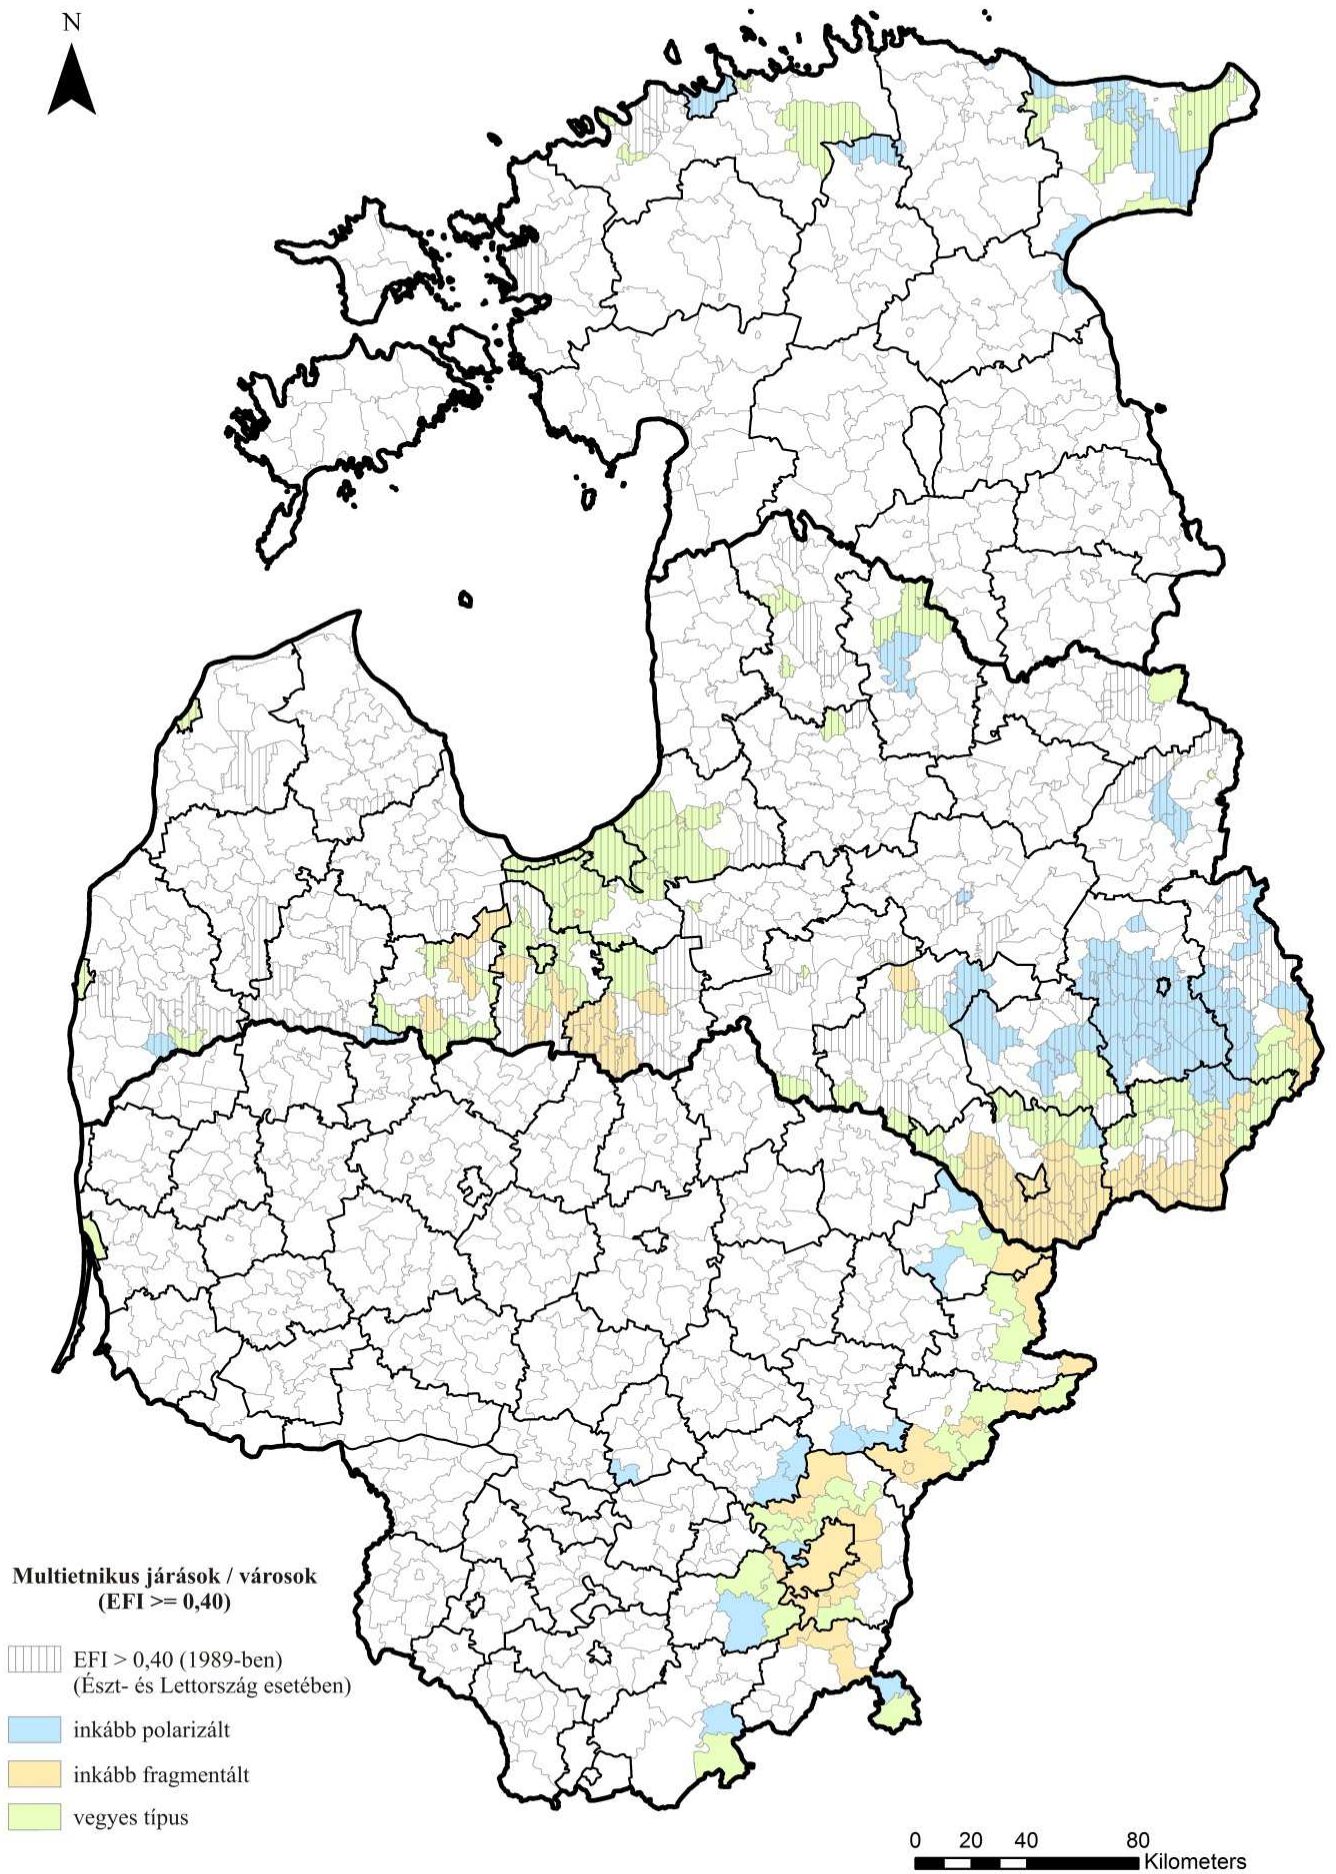 N
Multietnikus járások / városok
(EFI >= 0,40)
EFI > 0,40 (1989-ben)
(Észt- és Lettország esetében)
inkább polarizált
inkább fragmentált
vegyes típus
0 20 40 80
Kilometers